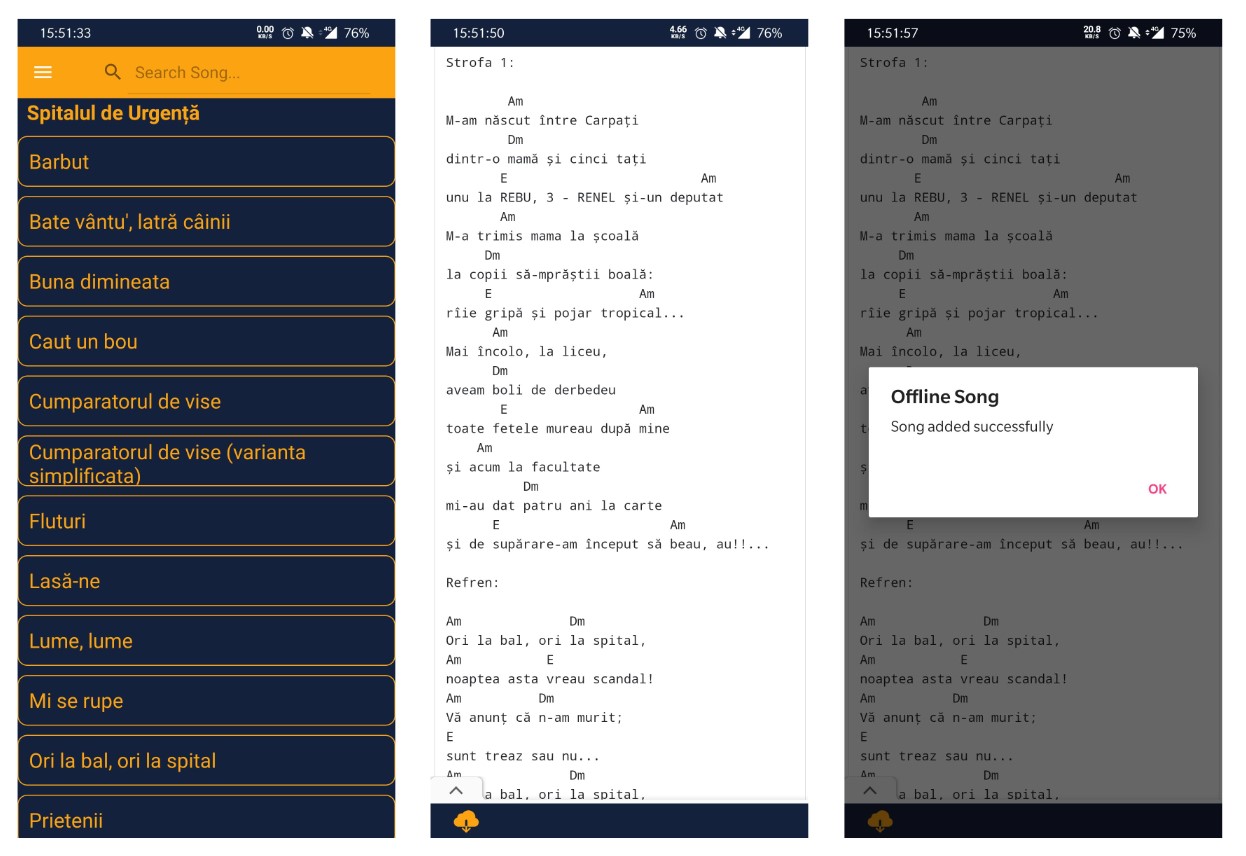 15:51:33 0.00 KB/S 4G 76%
Search Song...
Spitalul de Urgență
Barbut
Bate vântu', latră câinii
Buna dimineata
Caut un bou
Cumparatorul de vise
Cumparatorul de vise (varianta
simplificata)
Fluturi
Lasă-ne
Lume, lume
Mi se rupe
Ori la bal, ori la spital
Prietenii
15:51:50 4.66 KB/S 4G 76%
Strofa 1:
Am
M-am născut între Carpați
Dm
dintr-o mamă și cinci tați
E Am
unu la REBU, 3 - RENEL și-un deputat
Am
M-a trimis mama la școală
Dm
la copii să-mprăștii boală:
E Am
rîie gripă și pojar tropical...
Am
Mai încolo, la liceu,
Dm
aveam boli de derbedeu
E Am
toate fetele mureau după mine
Am
și acum la facultate
Dm
mi-au dat patru ani la carte
E Am
și de supărare-am început să beau, au!!...
Refren:
Am Dm
Ori la bal, ori la spital,
Am E
noaptea asta vreau scandal!
Am Dm
Vă anunț că n-am murit;
E
sunt treaz sau nu...
Am Dm
a bal, ori la spital,
15:51:57 20.8 KB/S 4G 75%
Strofa 1:
Am
M-am născut între Carpați
Dm
dintr-o mamă și cinci tați
E Am
unu la REBU, 3 - RENEL și-un deputat
Am
M-a trimis mama la școală
Dm
la copii să-mprăștii boală:
E Am
rîie gripă și pojar tropical...
Am
Mai încolo, la liceu,
Offline Song
Song added successfully
OK
E Am
și de supărare-am început să beau, au!!...
Refren:
Am Dm
Ori la bal, ori la spital,
Am E
noaptea asta vreau scandal!
Am Dm
Vă anunț că n-am murit;
E
sunt treaz sau nu...
Am Dm
a bal, ori la spital,